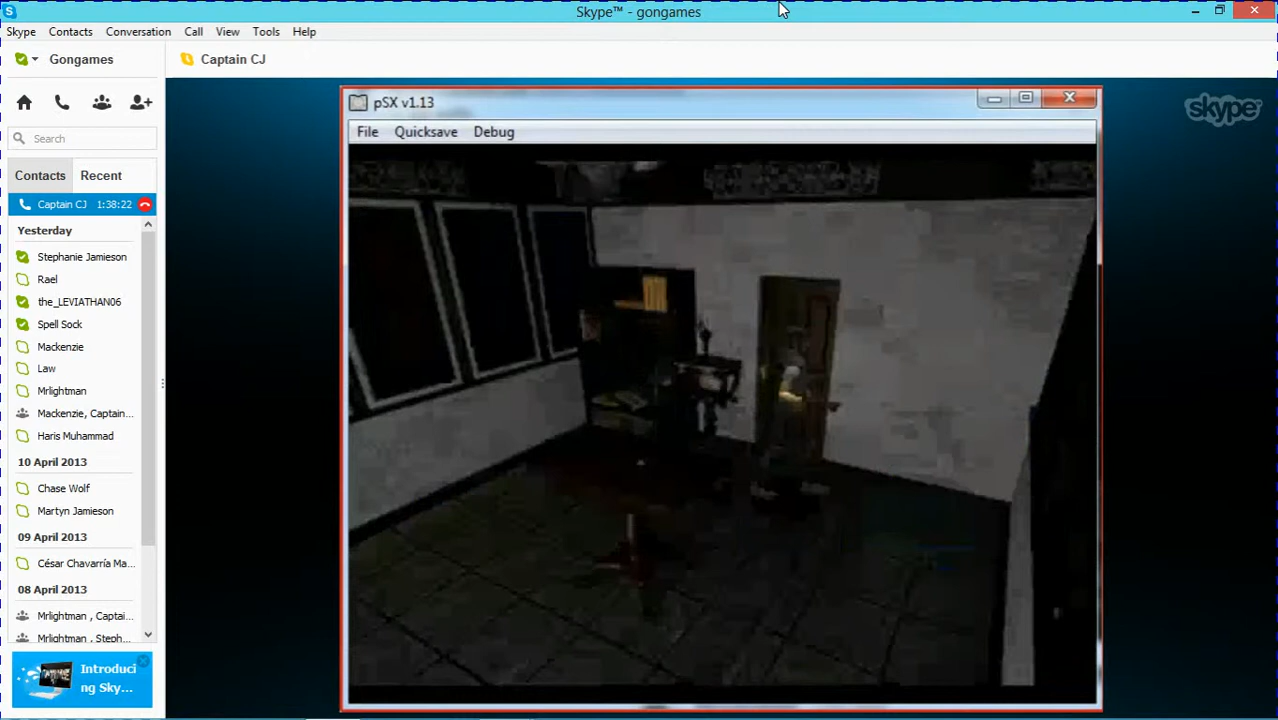 Skype™ - gongames
Skype Contacts Conversation Call View Tools Help
Gongames
Captain CJ
skype
pSX v1.13
File Quicksave Debug
Search
Contacts Recent
Captain CJ 1:38:22
Yesterday
Stephanie Jamieson
Rael
the_LEVIATHAN06
Spell Sock
Mackenzie
Law
Mrlightman
Mackenzie, Captain...
Haris Muhammad
10 April 2013
Chase Wolf
Martyn Jamieson
09 April 2013
César Chavarría Ma...
08 April 2013
Mrlightman , Captai...
Mrlightman , Steph...
Introduci
ng Sky...